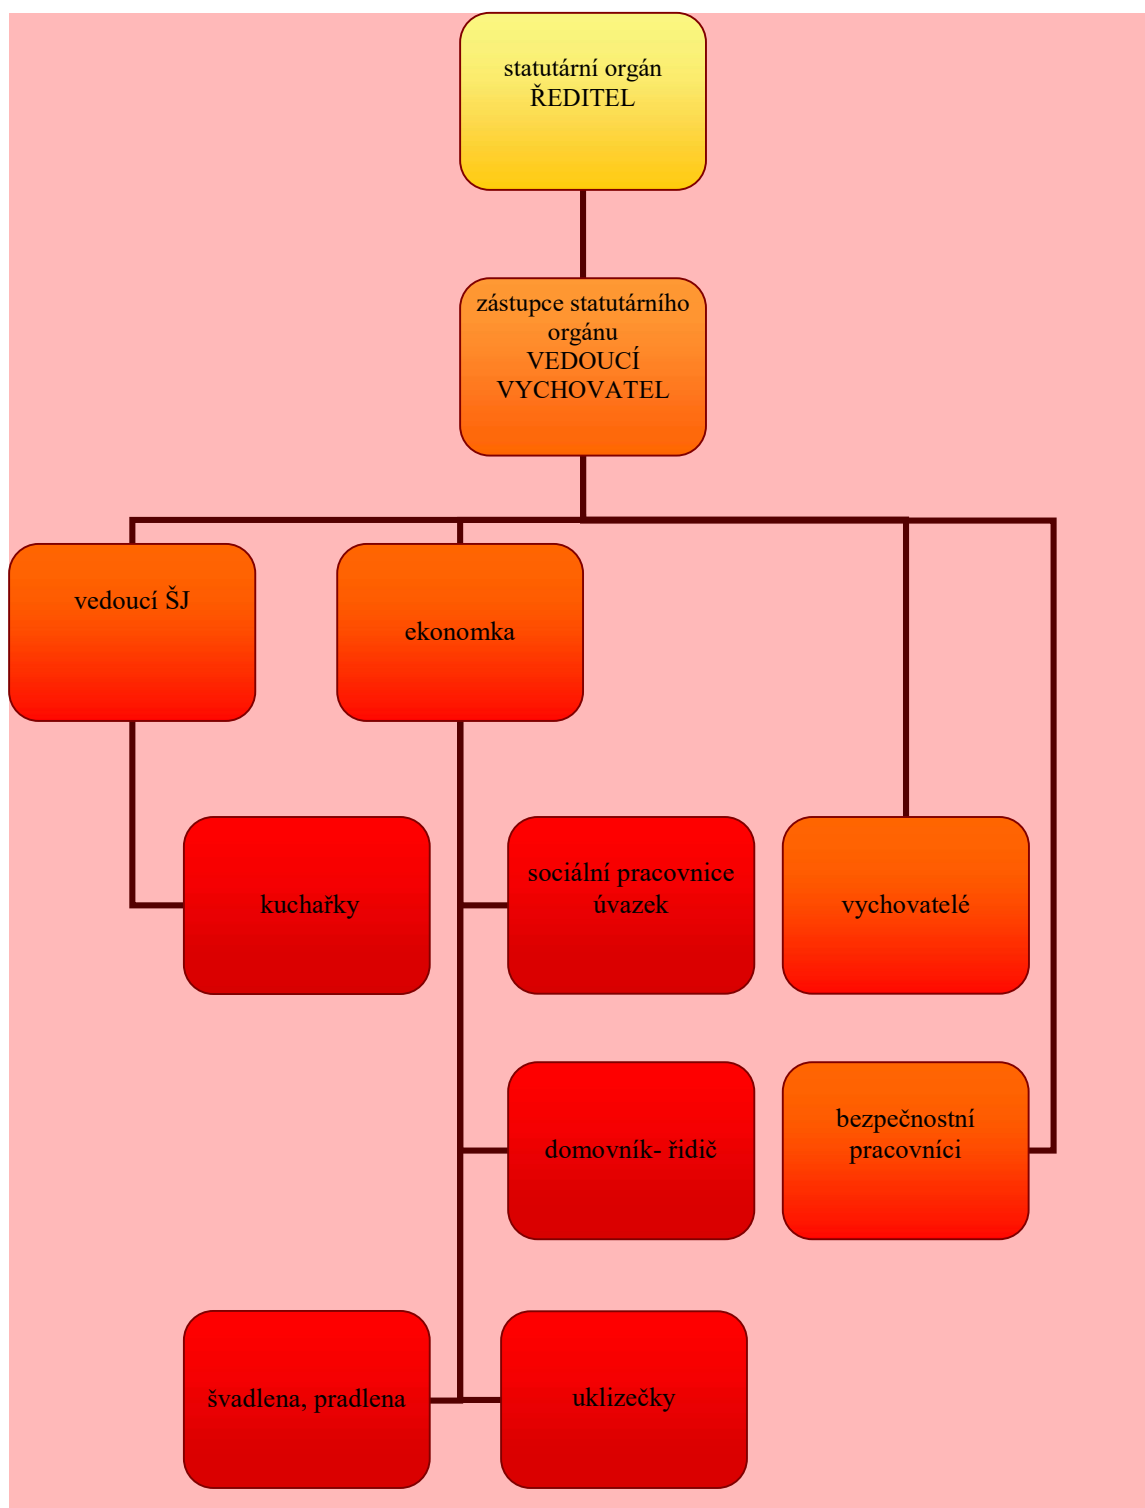 statutární orgán
ŘEDITEL
zástupce statutárního
orgánu
VEDOUCÍ
VYCHOVATEL
vedoucí ŠJ
ekonomka
kuchařky
sociální pracovnice
úvazek
vychovatelé
domovník- řidič
bezpečnostní
pracovníci
švadlena, pradlena
uklizečky